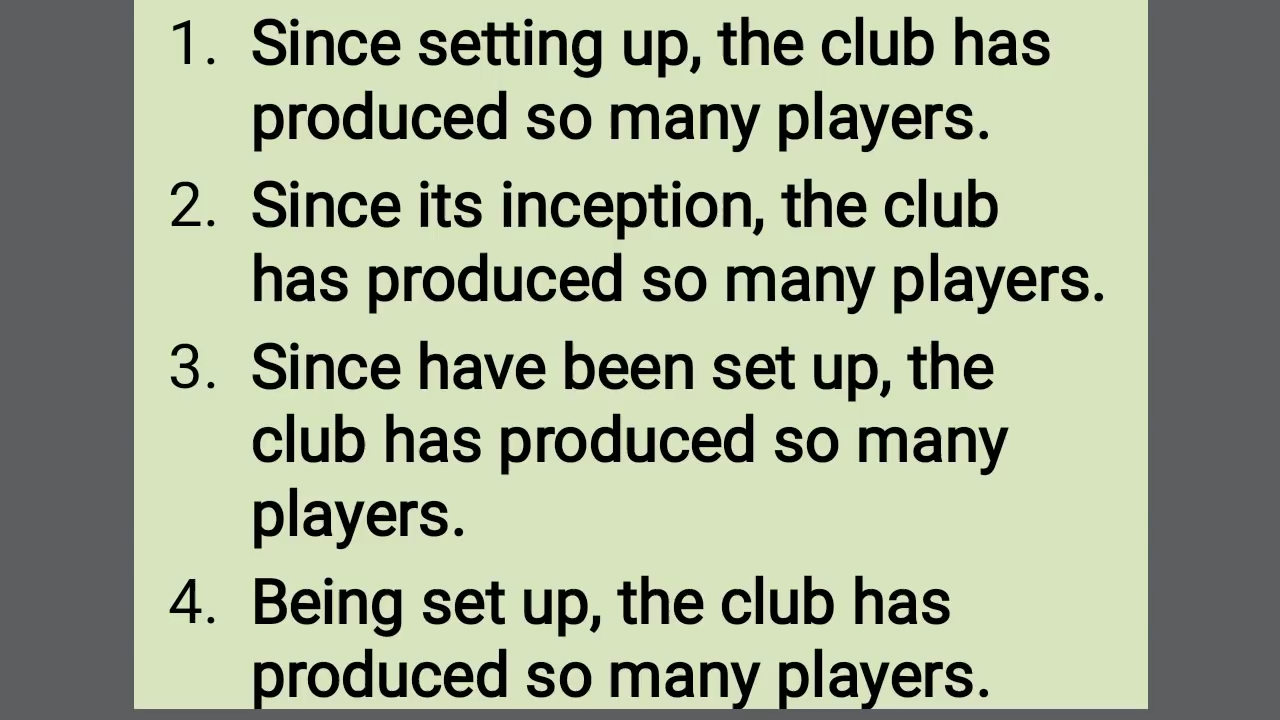 1. Since setting up, the club has
produced so many players.
2. Since its inception, the club
has produced so many players.
3. Since have been set up, the
club has produced so many
players.
4. Being set up, the club has
produced so many players.